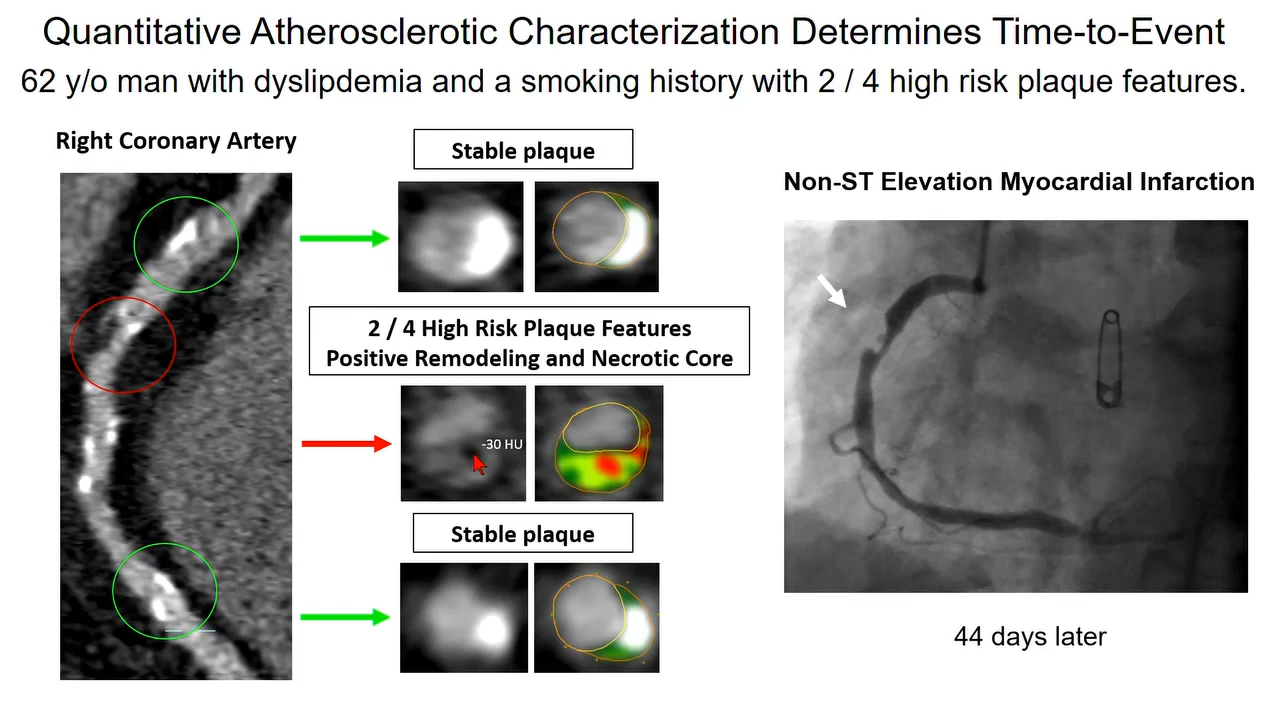 Quantitative Atherosclerotic Characterization Determines Time-to-Event
62 y/o man with dyslipdemia and a smoking history with 2 / 4 high risk plaque features.
Right Coronary Artery
Stable plaque
2 / 4 High Risk Plaque Features
Positive Remodeling and Necrotic Core
-30 HU
Stable plaque
Non-ST Elevation Myocardial Infarction
44 days later